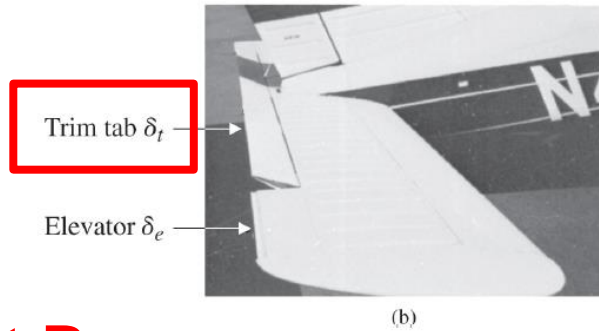 Trim tab δt
Elevator δe
N
(b)